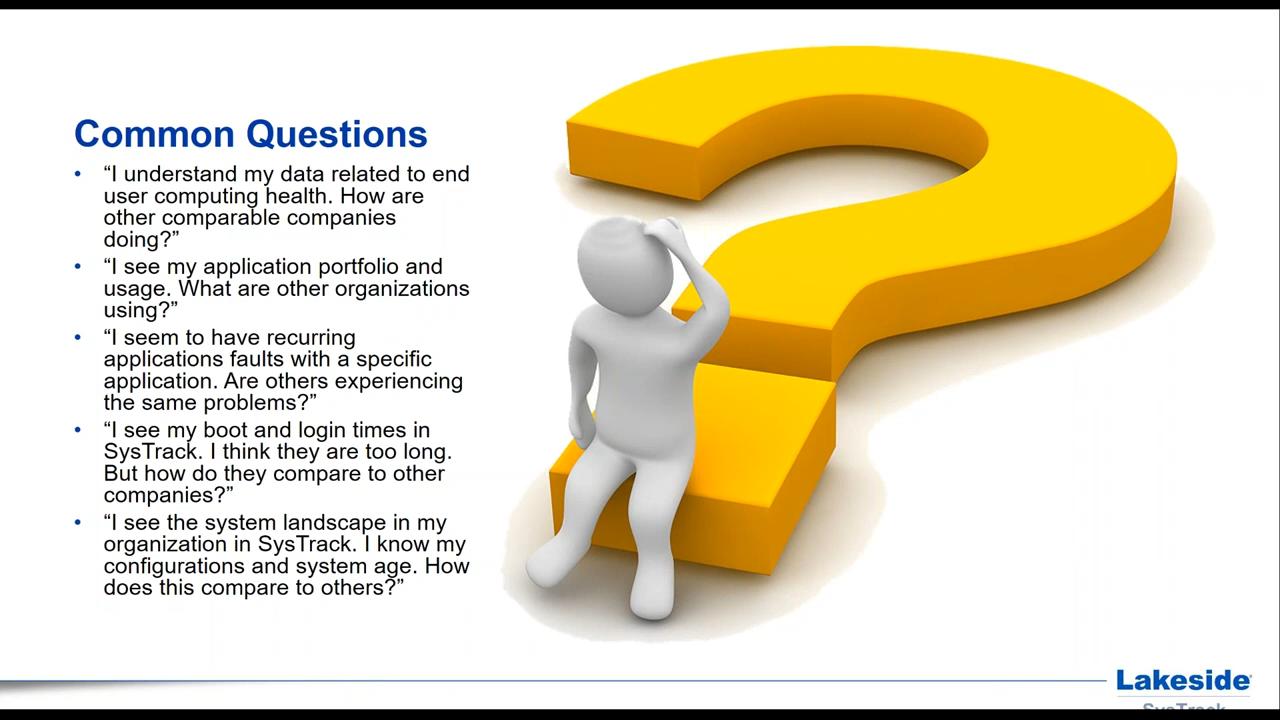 Common Questions
• “I understand my data related to end
user computing health. How are
other comparable companies
doing?”
• “I see my application portfolio and
usage. What are other organizations
using?”
• “I seem to have recurring
applications faults with a specific
application. Are others experiencing
the same problems?”
• “I see my boot and login times in
SysTrack. I think they are too long.
But how do they compare to other
companies?”
• “I see the system landscape in my
organization in SysTrack. I know my
configurations and system age. How
does this compare to others?”
Lakeside
SysTrack